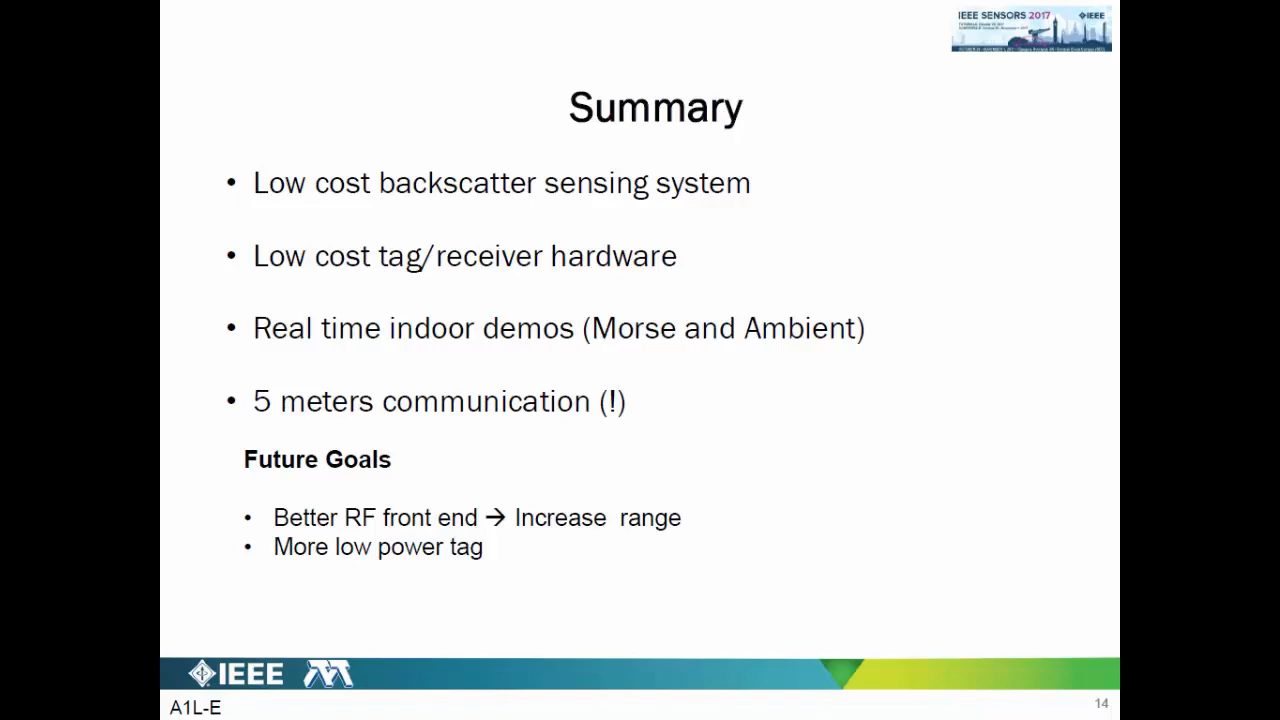 IEEE SENSORS 2017
IEEE
Summary
• Low cost backscatter sensing system
• Low cost tag/receiver hardware
• Real time indoor demos (Morse and Ambient)
• 5 meters communication (!)
Future Goals
• Better RF front end → Increase range
• More low power tag
IEEE
A1L-E
14